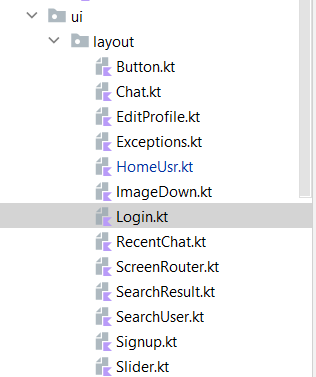 ui
layout
Button.kt
Chat.kt
EditProfile.kt
Exceptions.kt
HomeUsr.kt
ImageDown.kt
Login.kt
RecentChat.kt
ScreenRouter.kt
SearchResult.kt
SearchUser.kt
Signup.kt
Slider.kt